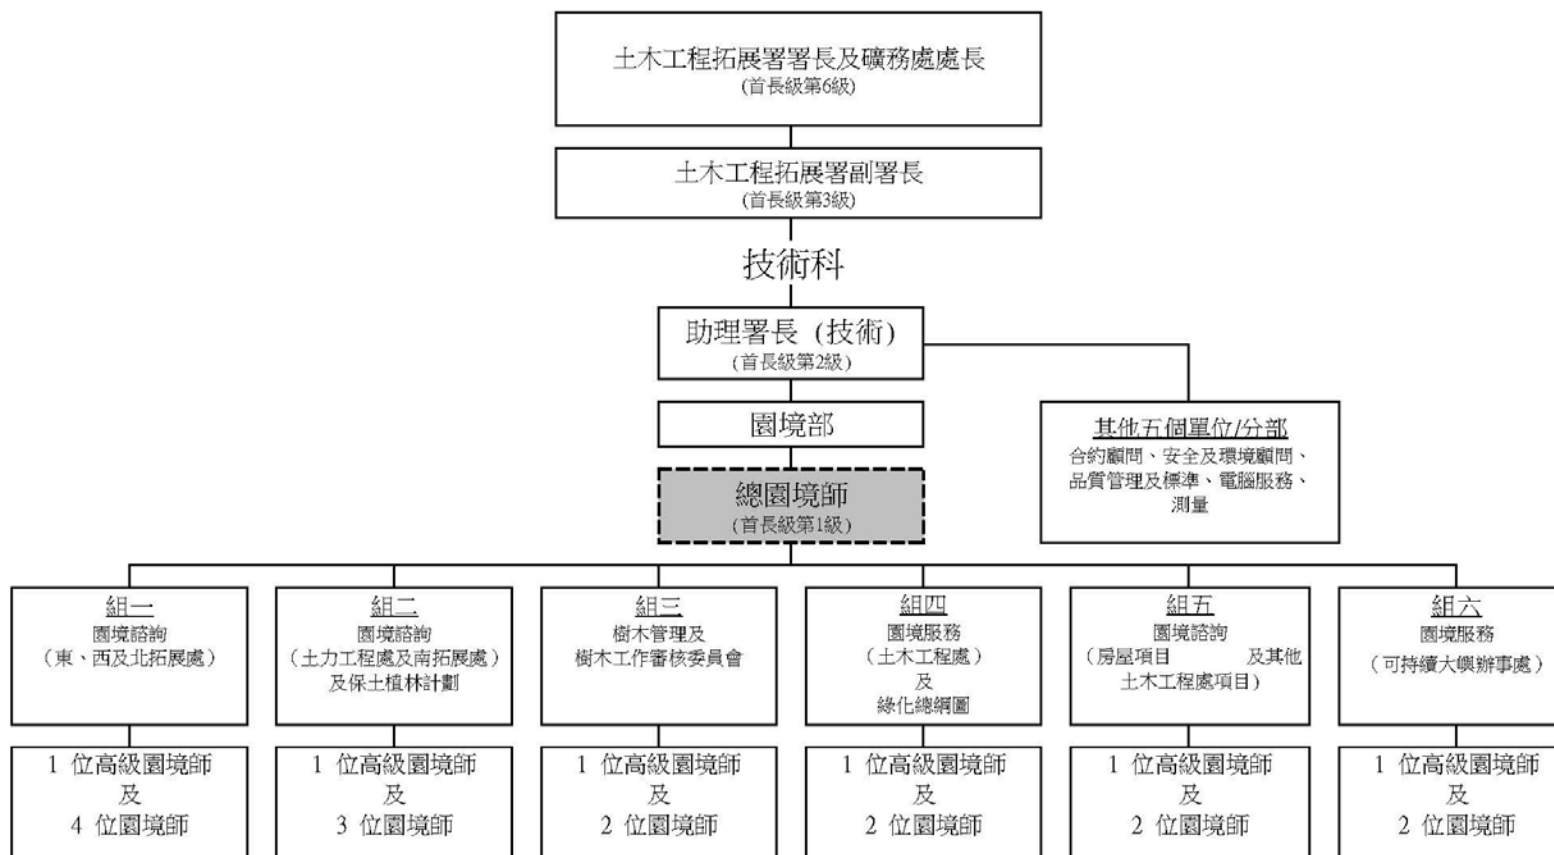 土木工程拓展署署長及礦務處處長
(首長級第6級)
土木工程拓展署副署長
(首長級第3級)
技術科
助理署長 (技術)
(首長級第2級)
園境部
其他五個單位/分部
合約顧問、安全及環境顧問、
品質管理及標準、電腦服務、
測量
總園境師
(首長級第1級)
組一
園境諮詢
(東、西及北拓展處)
組二
園境諮詢
(土力工程處及南拓展處)
及保土植林計劃
組三
樹木管理及
樹木工作審核委員會
組四
園境服務
(土木工程處)
及
綠化總綱圖
組五
園境諮詢
(房屋項目 及其他
土木工程處項目)
組六
園境服務
(可持續大嶼辦事處)
1 位高級園境師
及
4 位園境師
1 位高級園境師
及
3 位園境師
1 位高級園境師
及
2 位園境師
1 位高級園境師
及
2 位園境師
1 位高級園境師
及
2 位園境師
1 位高級園境師
及
2 位園境師